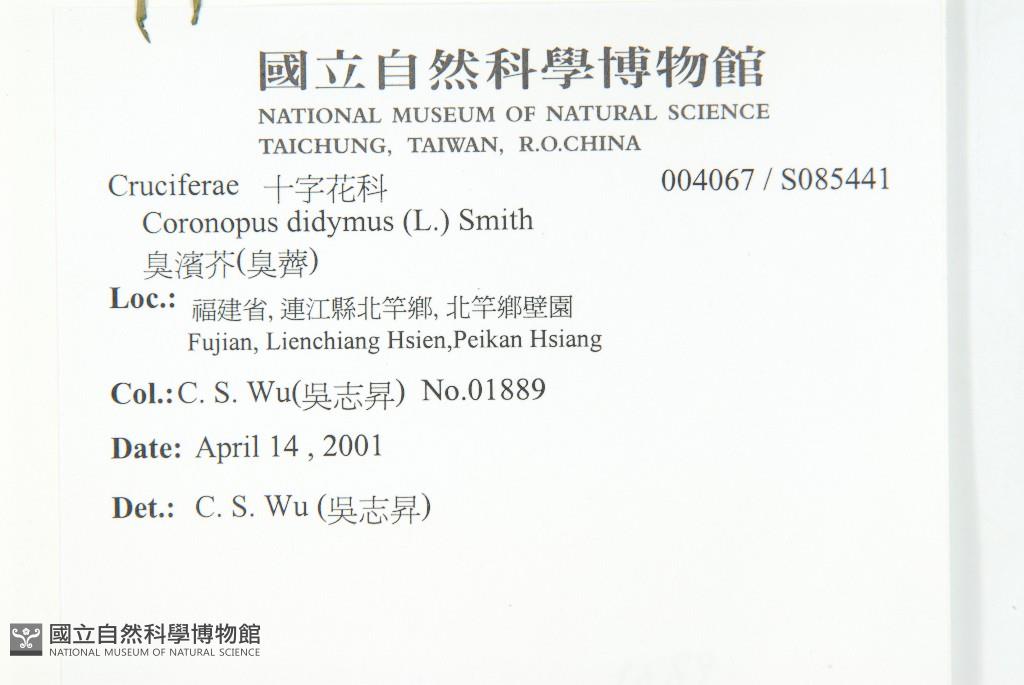 國立自然科學博物館
NATIONAL MUSEUM OF NATURAL SCIENCE
TAICHUNG, TAIWAN, R.O.CHINA
Cruciferae 十字花科 004067 / S085441
Coronopus didymus (L.) Smith
臭濱芥(臭薺)
Loc.: 福建省, 連江縣北竿鄉, 北竿鄉壁園
Fujian, Lienchiang Hsien,Peikan Hsiang
Col.: C. S. Wu(吳志昇) No.01889
Date: April 14 , 2001
Det.: C. S. Wu (吳志昇)
國立自然科學博物館
NATIONAL MUSEUM OF NATURAL SCIENCE